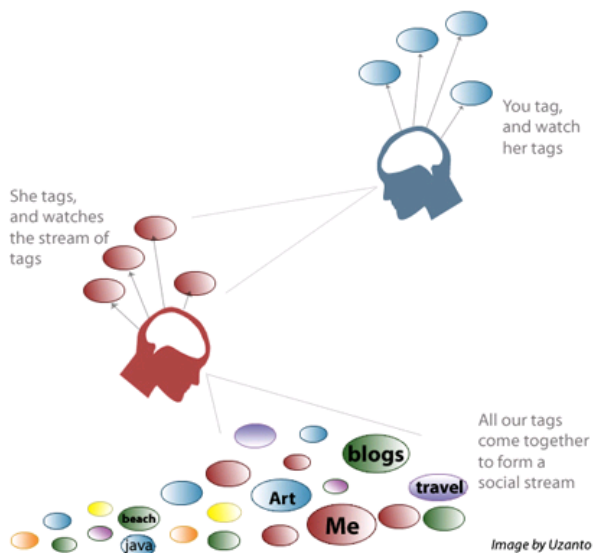 You tag,
and watch
her tags
She tags,
and watches
the stream of
tags
All our tags
come together
to form a
social stream
blogs
travel
Art
Me
beach
java
Image by Uzanto